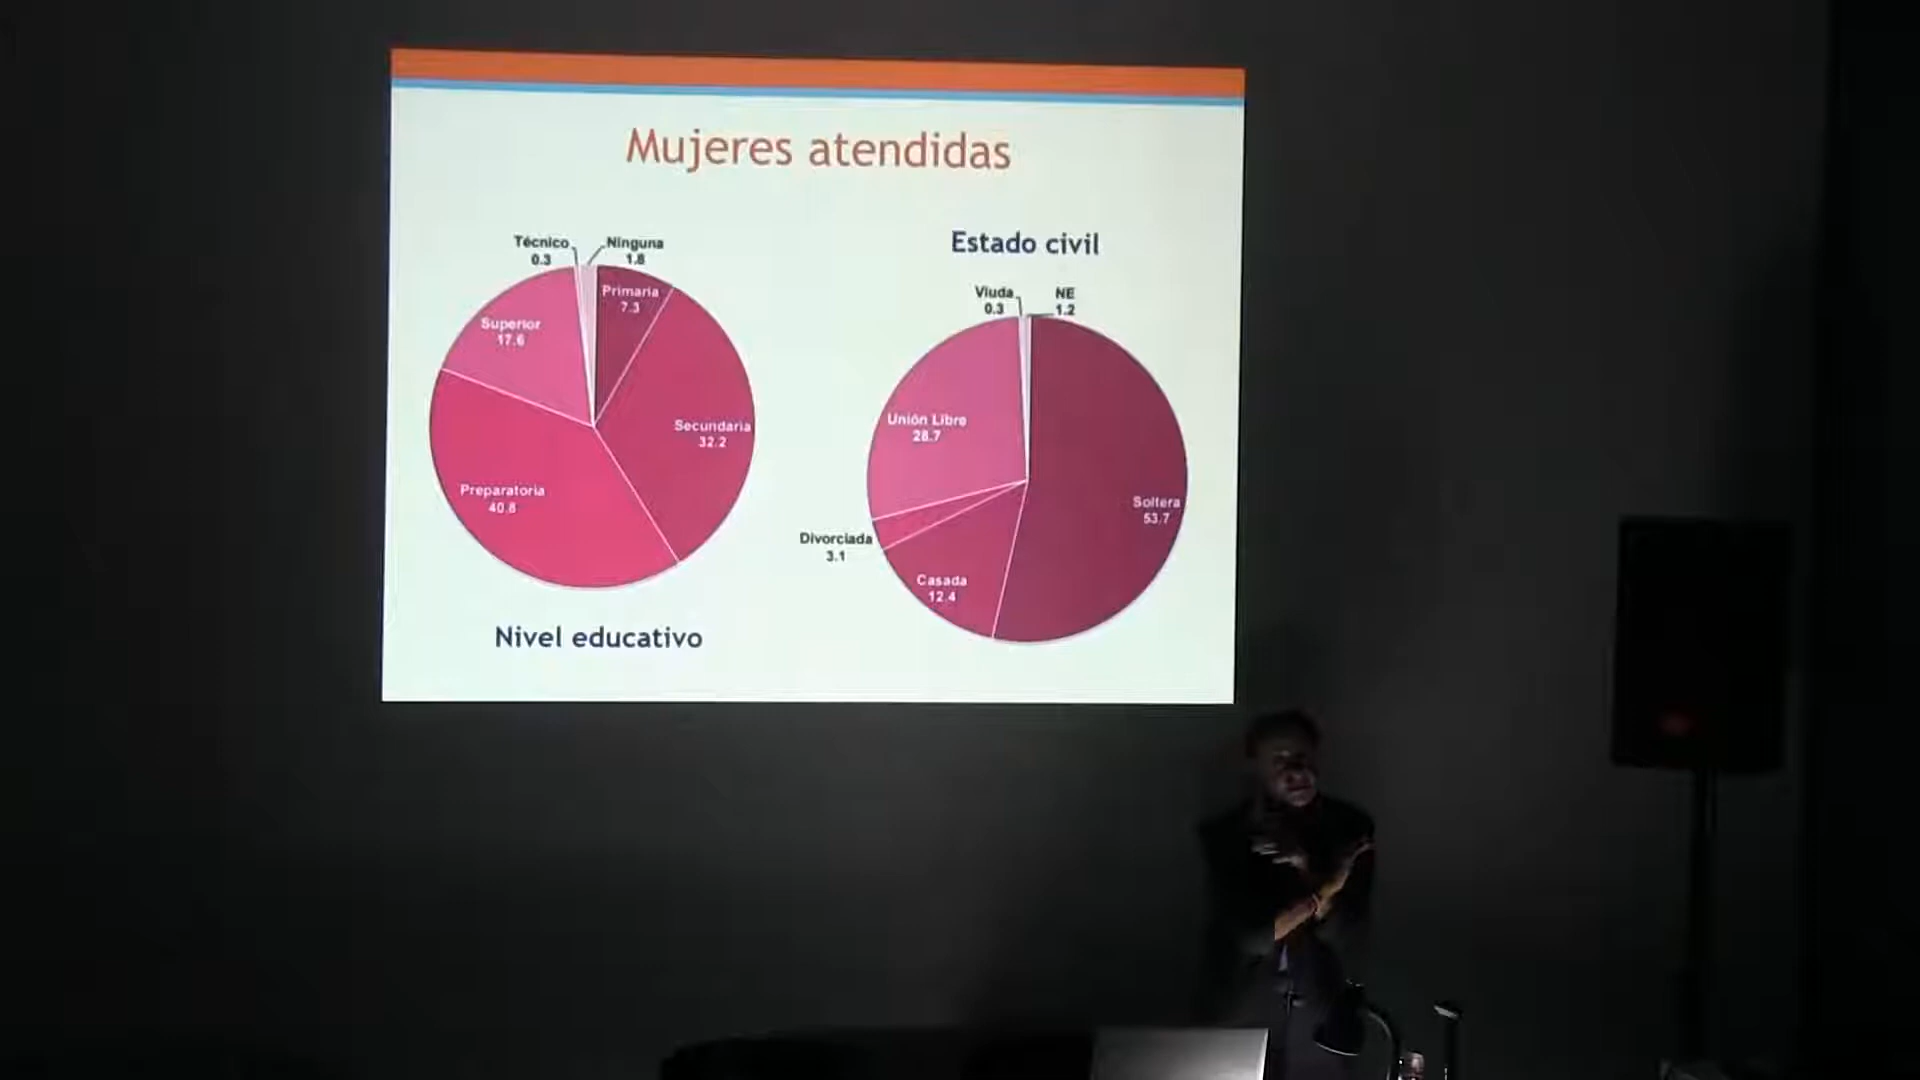 Mujeres atendidas
Técnico
0.3
Ninguna
1.8
Primaria
7.3
Superior
17.6
Secundaria
32.2
Preparatoria
40.8
Nivel educativo
Estado civil
Viuda
0.3
NE
1.2
Unión Libre
28.7
Soltera
53.7
Divorciada
3.1
Casada
12.4